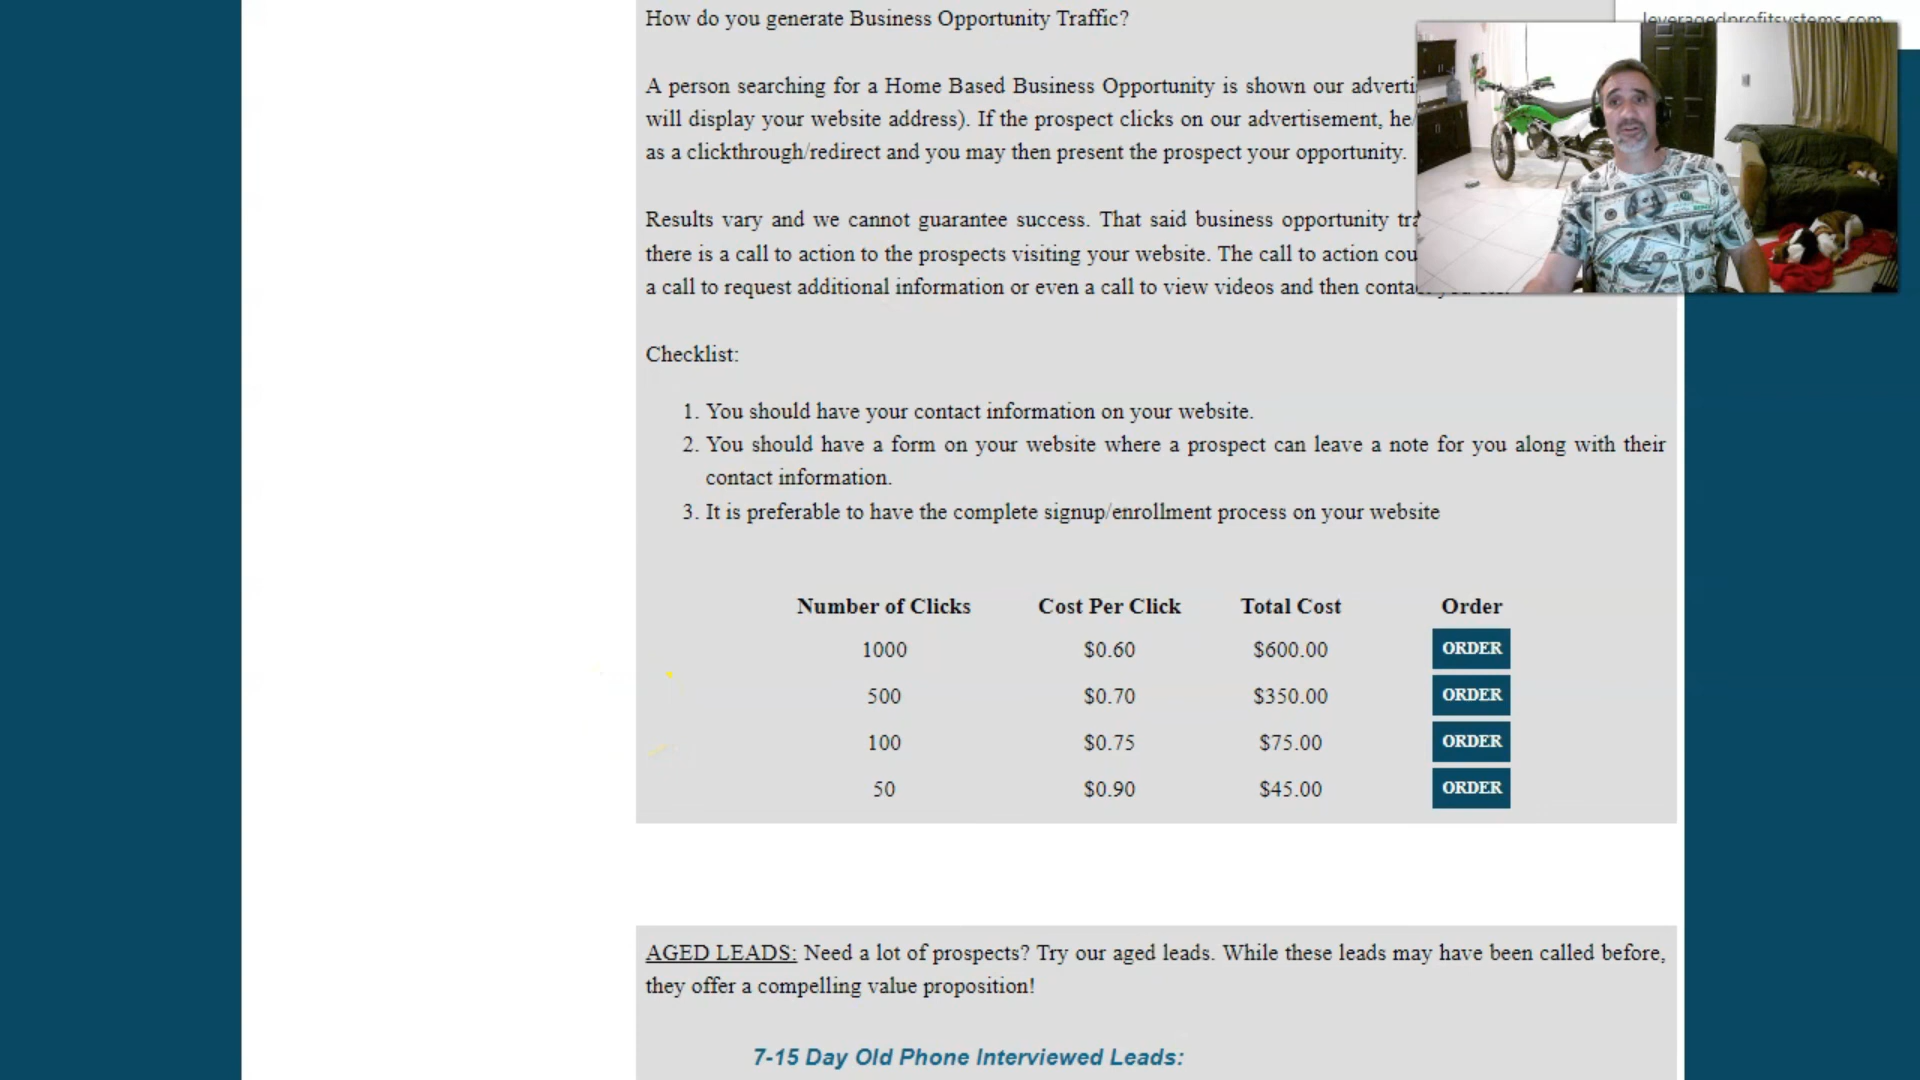 How do you generate Business Opportunity Traffic?
leveragedprofitsystems.com
A person searching for a Home Based Business Opportunity is shown our
will display your website address). If the prospect clicks on our advertisement,
as a clickthrough/redirect and you may then present the prospect your opportunity.
Results vary and we cannot guarantee success. That said business opportunity
there is a call to action to the prospects visiting your website. The call to action
a call to request additional information or even a call to view videos and then
Checklist:
1. You should have your contact information on your website.
2. You should have a form on your website where a prospect can leave a note for you along with their
contact information.
3. It is preferable to have the complete signup/enrollment process on your website
Number of Clicks Cost Per Click Total Cost Order
1000 $0.60 $600.00 ORDER
500 $0.70 $350.00 ORDER
100 $0.75 $75.00 ORDER
50 $0.90 $45.00 ORDER
AGED LEADS: Need a lot of prospects? Try our aged leads. While these leads may have been called before,
they offer a compelling value proposition!
7-15 Day Old Phone Interviewed Leads: